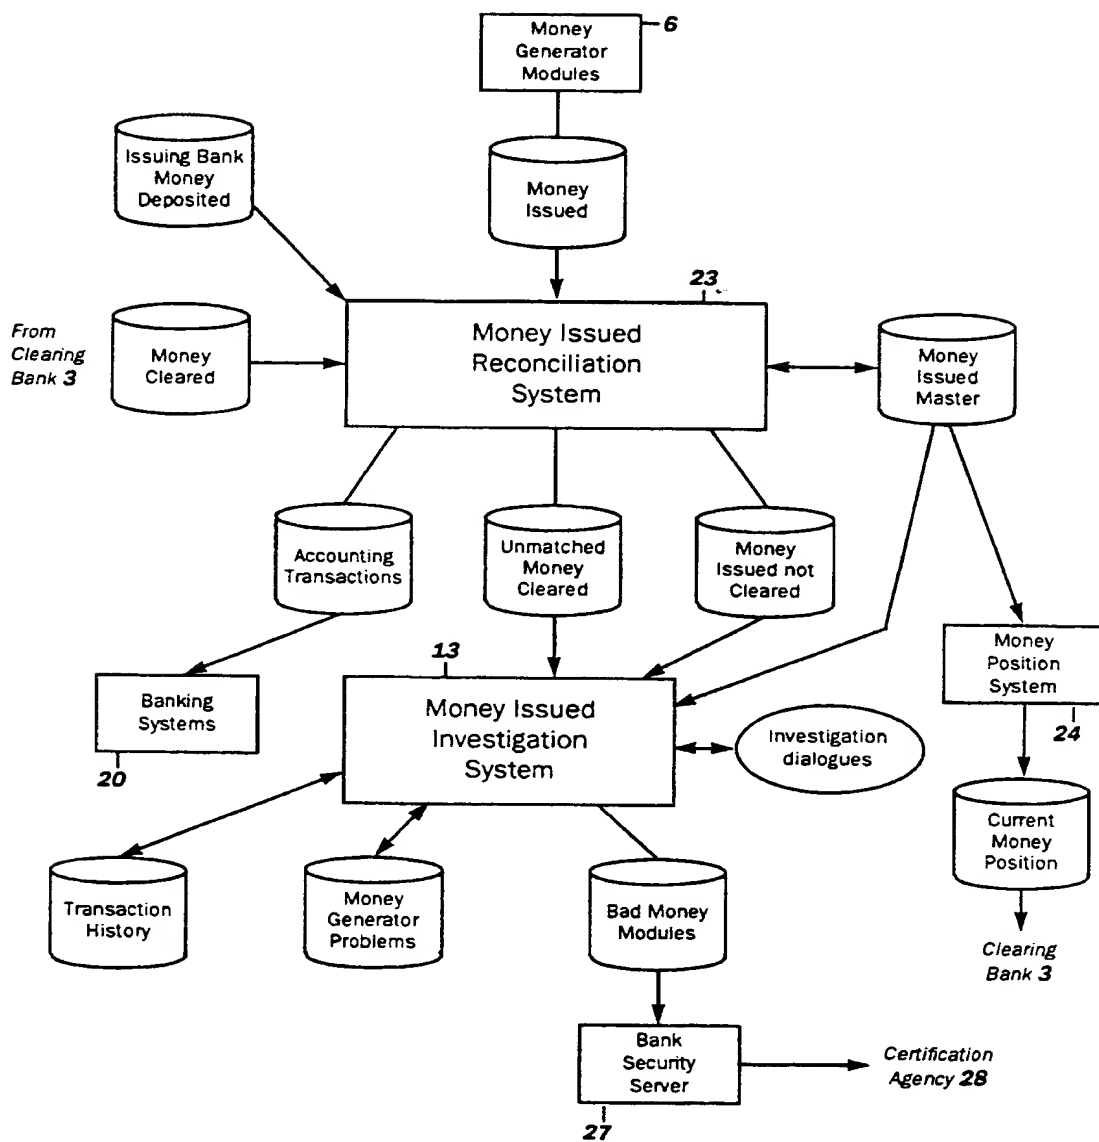 Money
Generator
Modules
6
Issuing Bank
Money
Deposited
Money
Issued
23
From
Clearing
Bank 3
Money
Cleared
Money Issued
Reconciliation
System
Money
Issued
Master
Accounting
Transactions
Unmatched
Money
Cleared
Money
Issued not
Cleared
13
Banking
Systems
20
Money Issued
Investigation
System
Investigation
dialogues
Money
Position
System
24
Current
Money
Position
Transaction
History
Money
Generator
Problems
Bad Money
Modules
Clearing
Bank 3
Bank
Security
Server
27
Certification
Agency 28